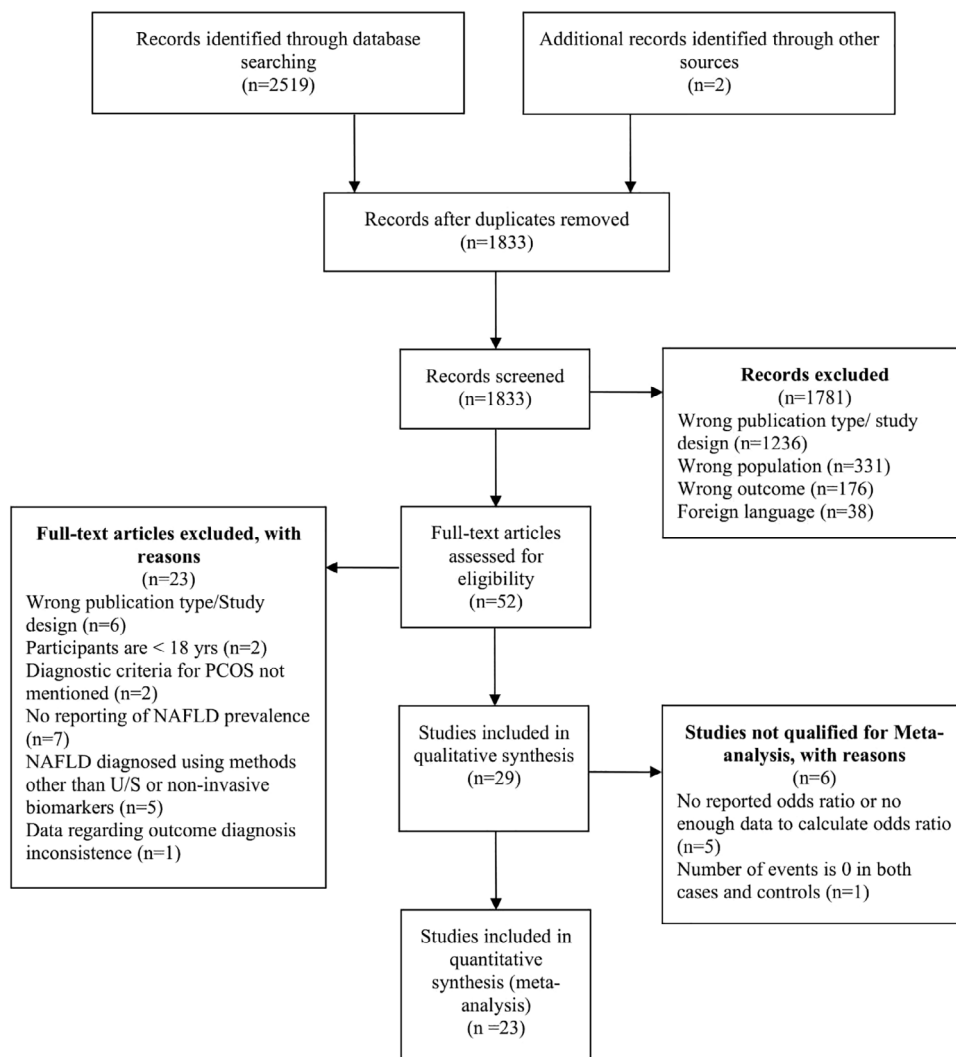 Records identified through database
searching
(n=2519)
Additional records identified through other
sources
(n=2)
Records after duplicates removed
(n=1833)
Records screened
(n=1833)
Records excluded
(n=1781)
Wrong publication type/ study
design (n=1236)
Wrong population (n=331)
Wrong outcome (n=176)
Foreign language (n=38)
Full-text articles
assessed for
eligibility
(n=52)
Full-text articles excluded, with
reasons
(n=23)
Wrong publication type/Study
design (n=6)
Participants are < 18 yrs (n=2)
Diagnostic criteria for PCOS not
mentioned (n=2)
No reporting of NAFLD prevalence
(n=7)
NAFLD diagnosed using methods
other than U/S or non-invasive
biomarkers (n=5)
Data regarding outcome diagnosis
inconsistence (n=1)
Studies included in
qualitative synthesis
(n=29)
Studies not qualified for Meta-
analysis, with reasons
(n=6)
No reported odds ratio or no
enough data to calculate odds ratio
(n=5)
Number of events is 0 in both
cases and controls (n=1)
Studies included in
quantitative
synthesis (meta-
analysis)
(n =23)